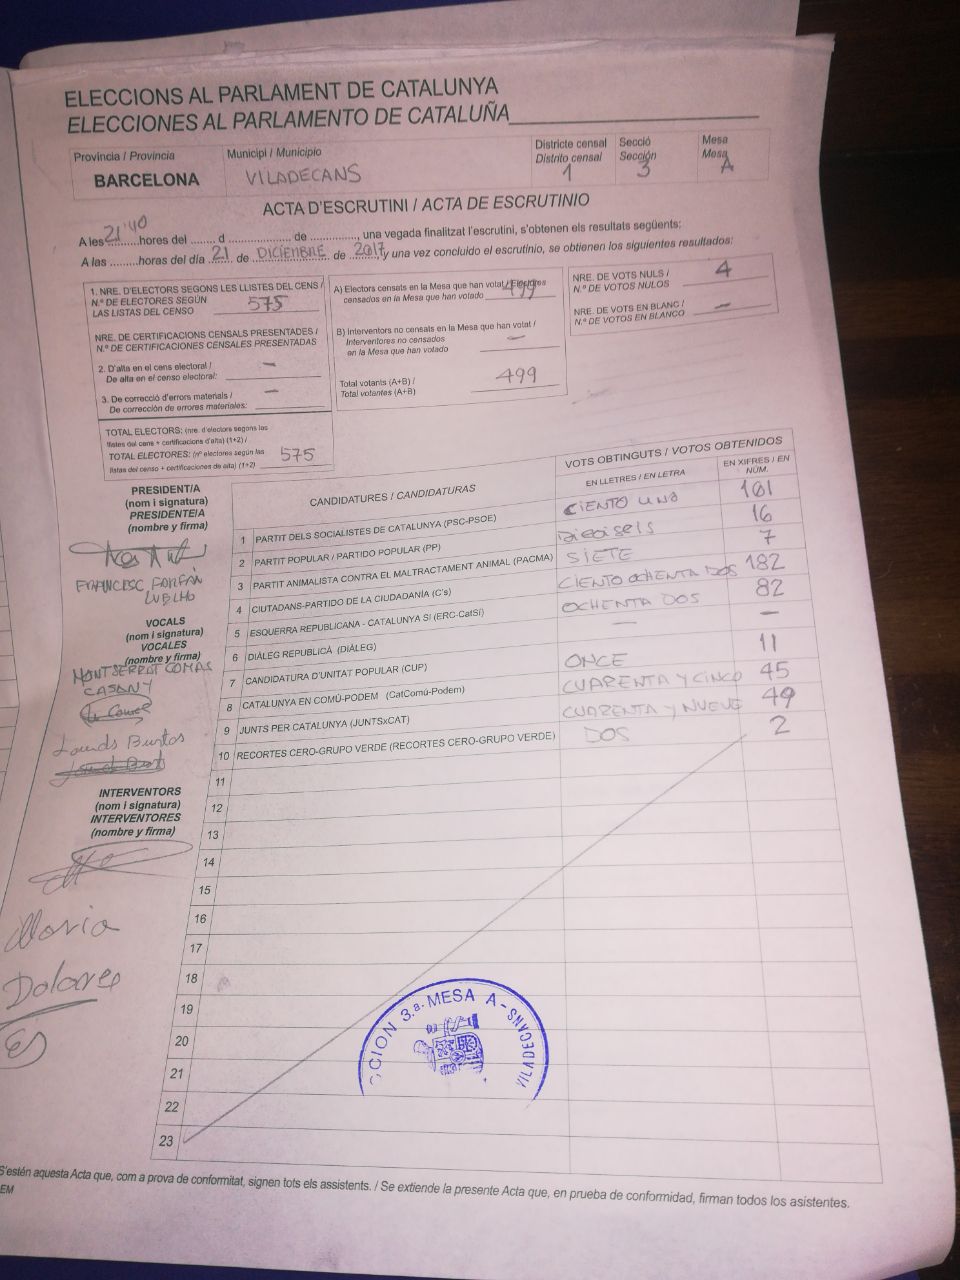 ELECCIONS AL PARLAMENT DE CATALUNYA
ELECCIONES AL PARLAMENTO DE CATALUÑA
Provincia / Provincia
BARCELONA
Municipi / Municipio
VILADECANS
Districte censal
Distrito censal
1
Secció
Sección
3
Mesa
Mesa
A
ACTA D'ESCRUTINI / ACTA DE ESCRUTINIO
A les 21'40 hores del ........ d ..................... de ..............., una vegada finalitzat l'escrutini, s'obtenen els resultats següents:
A las .........horas del día 21 de DICIEMBRE de 2017, y una vez concluido el escrutinio, se obtienen los siguientes resultados:
1. NRE. D'ELECTORS SEGONS LES LLISTES DEL CENS /
N.º DE ELECTORES SEGÚN
LAS LISTAS DEL CENSO 575
NRE. DE CERTIFICACIONS CENSALS PRESENTADES /
N.º DE CERTIFICACIONES CENSALES PRESENTADAS
2. D'alta en el cens electoral /
De alta en el censo electoral: —
3. De correcció d'errors materials /
De corrección de errores materiales: —
TOTAL ELECTORS: (nre. d'electors segons las
llistes del cens + certificacions d'alta) (1+2) /
TOTAL ELECTORES: (nº electores según las
listas del censo + certificaciones de alta) (1+2) 575
A) Electors censats en la Mesa que han votat / Electores
censados en la Mesa que han votado 499
B) Interventors no censats en la Mesa que han votat /
Interventores no censados
en la Mesa que han votado —
Total votants (A+B) /
Total votantes (A+B) 499
NRE. DE VOTS NULS /
N.º DE VOTOS NULOS 4
NRE. DE VOTS EN BLANC /
N.º DE VOTOS EN BLANCO —
PRESIDENT/A
(nom i signatura)
PRESIDENTE/A
(nombre y firma)
FRANCESC
VOCALS
(nom i signatura)
VOCALES
(nombre y firma)
MONTSERRAT COMAS
CASANY
Lourdes Bustos
INTERVENTORS
(nom i signatura)
INTERVENTORES
(nombre y firma)
Maria
Dolores
CANDIDATURES / CANDIDATURAS
VOTS OBTINGUTS / VOTOS OBTENIDOS
EN LLETRES / EN LETRA
EN XIFRES / EN
NÚM.
1 PARTIT DELS SOCIALISTES DE CATALUNYA (PSC-PSOE) CIENTO UNO 101
2 PARTIT POPULAR / PARTIDO POPULAR (PP) DIECISEIS 16
3 PARTIT ANIMALISTA CONTRA EL MALTRACTAMENT ANIMAL (PACMA) SIETE 7
4 CIUTADANS-PARTIDO DE LA CIUDADANÍA (C's) CIENTO OCHENTA DOS 182
5 ESQUERRA REPUBLICANA - CATALUNYA SÍ (ERC-CatSí) OCHENTA DOS 82
6 DIÀLEG REPUBLICÀ (DIÀLEG) — —
7 CANDIDATURA D'UNITAT POPULAR (CUP) ONCE 11
8 CATALUNYA EN COMÚ-PODEM (CatComú-Podem) CUARENTA Y CINCO 45
9 JUNTS PER CATALUNYA (JUNTSxCAT) CUARENTA Y NUEVE 49
10 RECORTES CERO-GRUPO VERDE (RECORTES CERO-GRUPO VERDE) DOS 2
11
12
13
14
15
16
17
18
19
20
21
22
23
CCION 3.ª- MESA A - VILADECANS
S'estén aquesta Acta que, com a prova de conformitat, signen tots els assistents. / Se extiende la presente Acta que, en prueba de conformidad, firman todos los asistentes.
EM